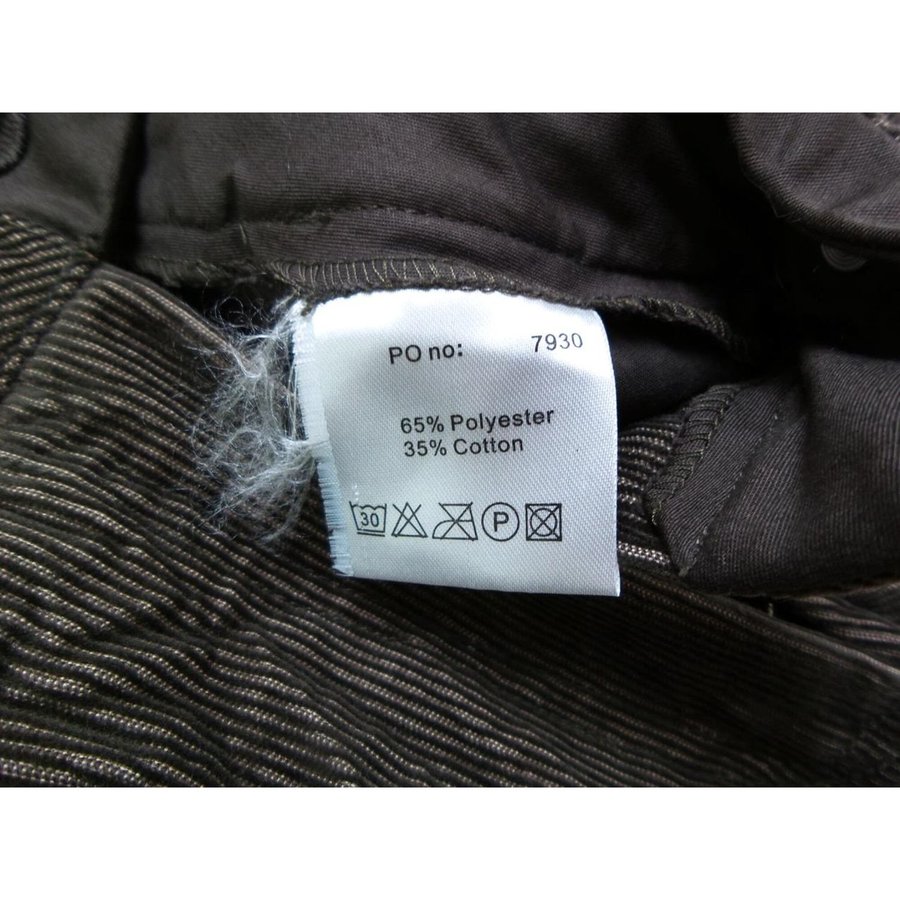 PO no: 7930
65% Polyester
35% Cotton
30 P